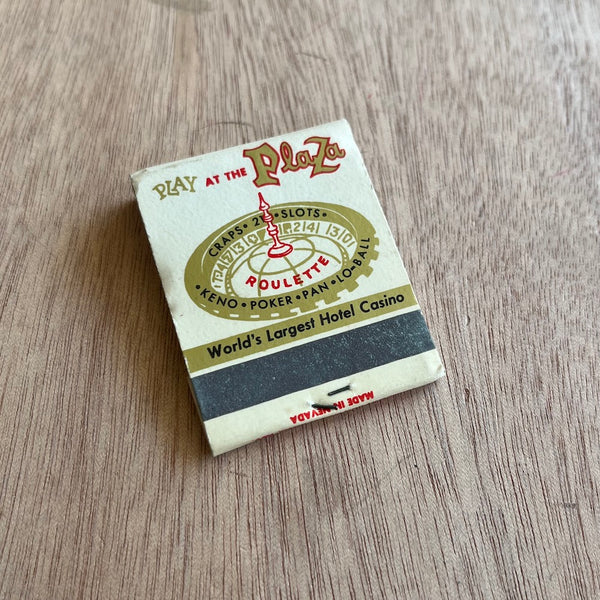 PLAY AT THE PlaZa
CRAPS • 21 • SLOTS •
ROULETTE
• KENO • POKER • PAN • LO-BALL
World's Largest Hotel Casino
MADE IN NEVADA